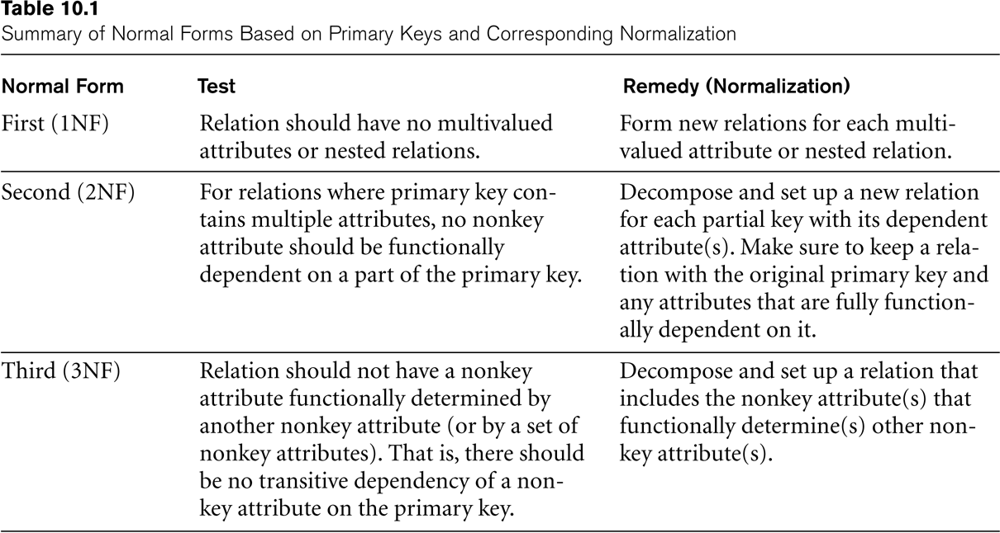 Table 10.1
Summary of Normal Forms Based on Primary Keys and Corresponding Normalization
Normal Form Test Remedy (Normalization)
First (1NF) Relation should have no multivalued Form new relations for each multi-
attributes or nested relations. valued attribute or nested relation.
Second (2NF) For relations where primary key con- Decompose and set up a new relation
tains multiple attributes, no nonkey for each partial key with its dependent
attribute should be functionally attribute(s). Make sure to keep a rela-
dependent on a part of the primary key. tion with the original primary key and
any attributes that are fully function-
ally dependent on it.
Third (3NF) Relation should not have a nonkey Decompose and set up a relation that
attribute functionally determined by includes the nonkey attribute(s) that
another nonkey attribute (or by a set of functionally determine(s) other non-
nonkey attributes). That is, there should key attribute(s).
be no transitive dependency of a non-
key attribute on the primary key.